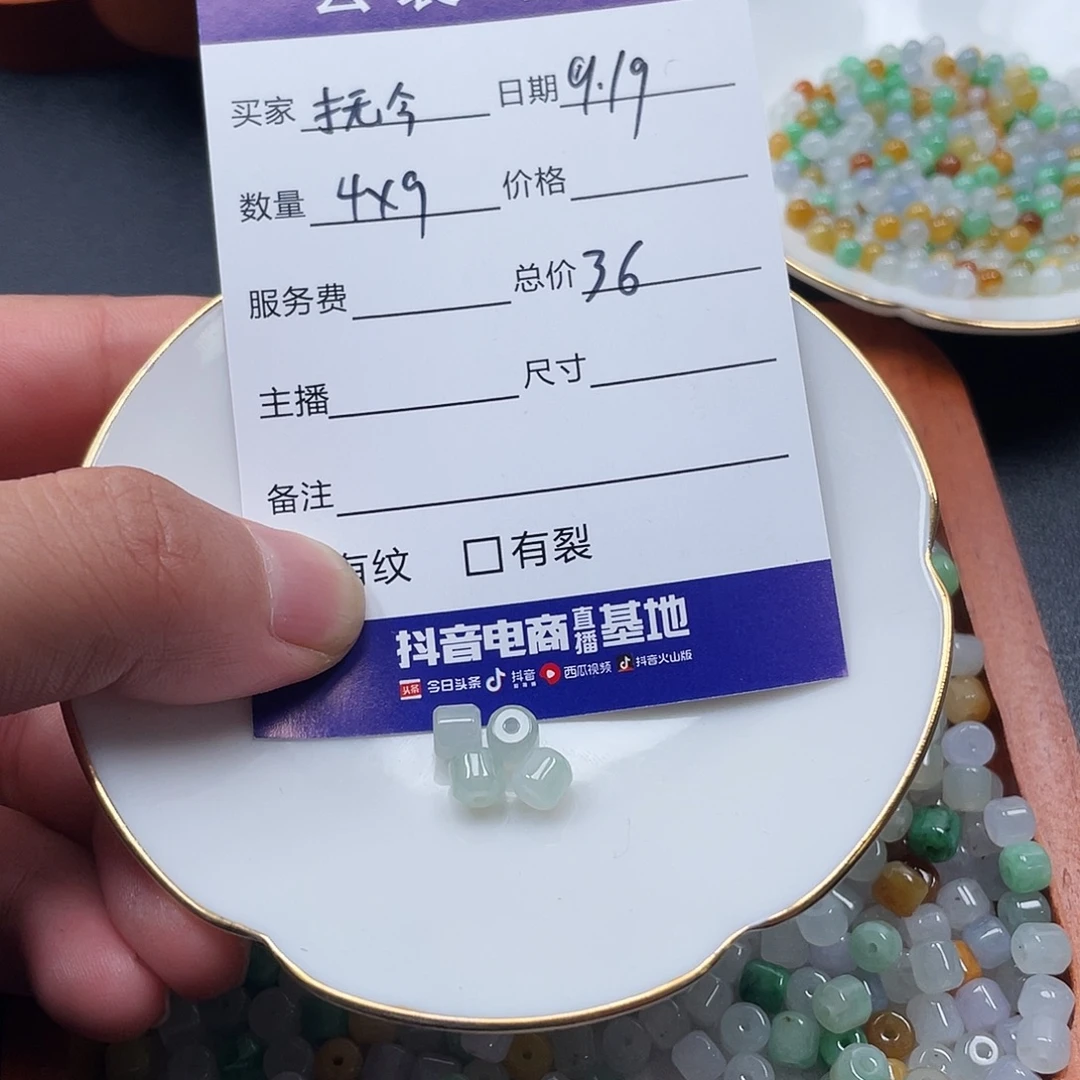 买家 抚今 日期 9.19
数量 4x9 价格
服务费 总价 36
主播 尺寸
备注
有纹 □有裂
抖音电商直播基地
头条 今日头条 抖音 西瓜视频 抖音火山版